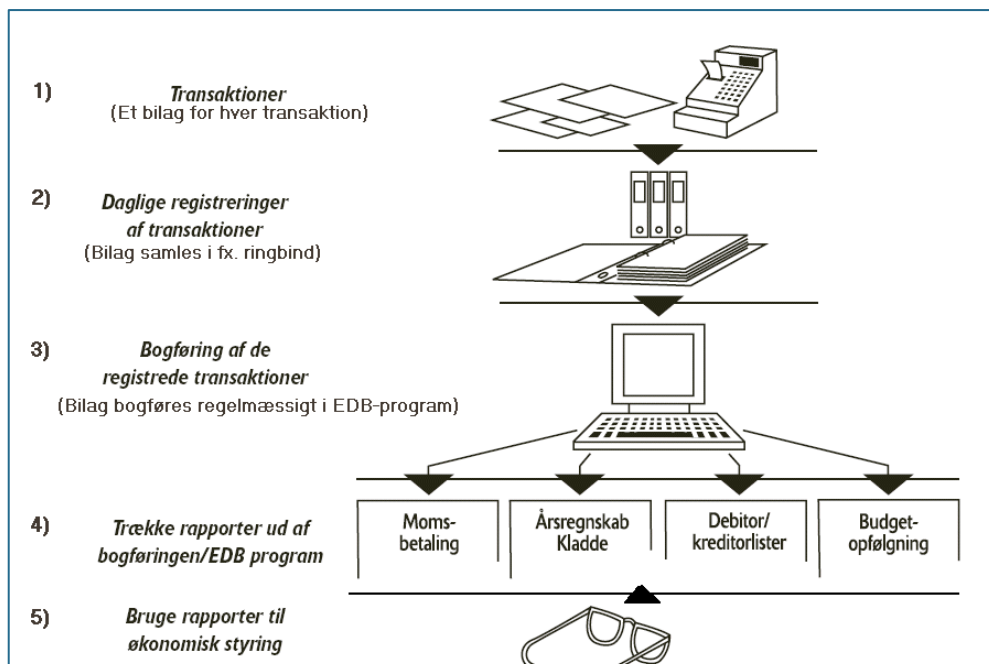 1) Transaktioner
(Et bilag for hver transaktion)
2) Daglige registreringer
af transaktioner
(Bilag samles i fx. ringbind)
3) Bogføring af de
registrede transaktioner
(Bilag bogføres regelmæssigt i EDB-program)
4) Trække rapporter ud af
bogføringen/EDB program
Moms-
betaling
Årsregnskab
Kladde
Debitor/
kreditorlister
Budget-
opfølgning
5) Bruge rapporter til
økonomisk styring